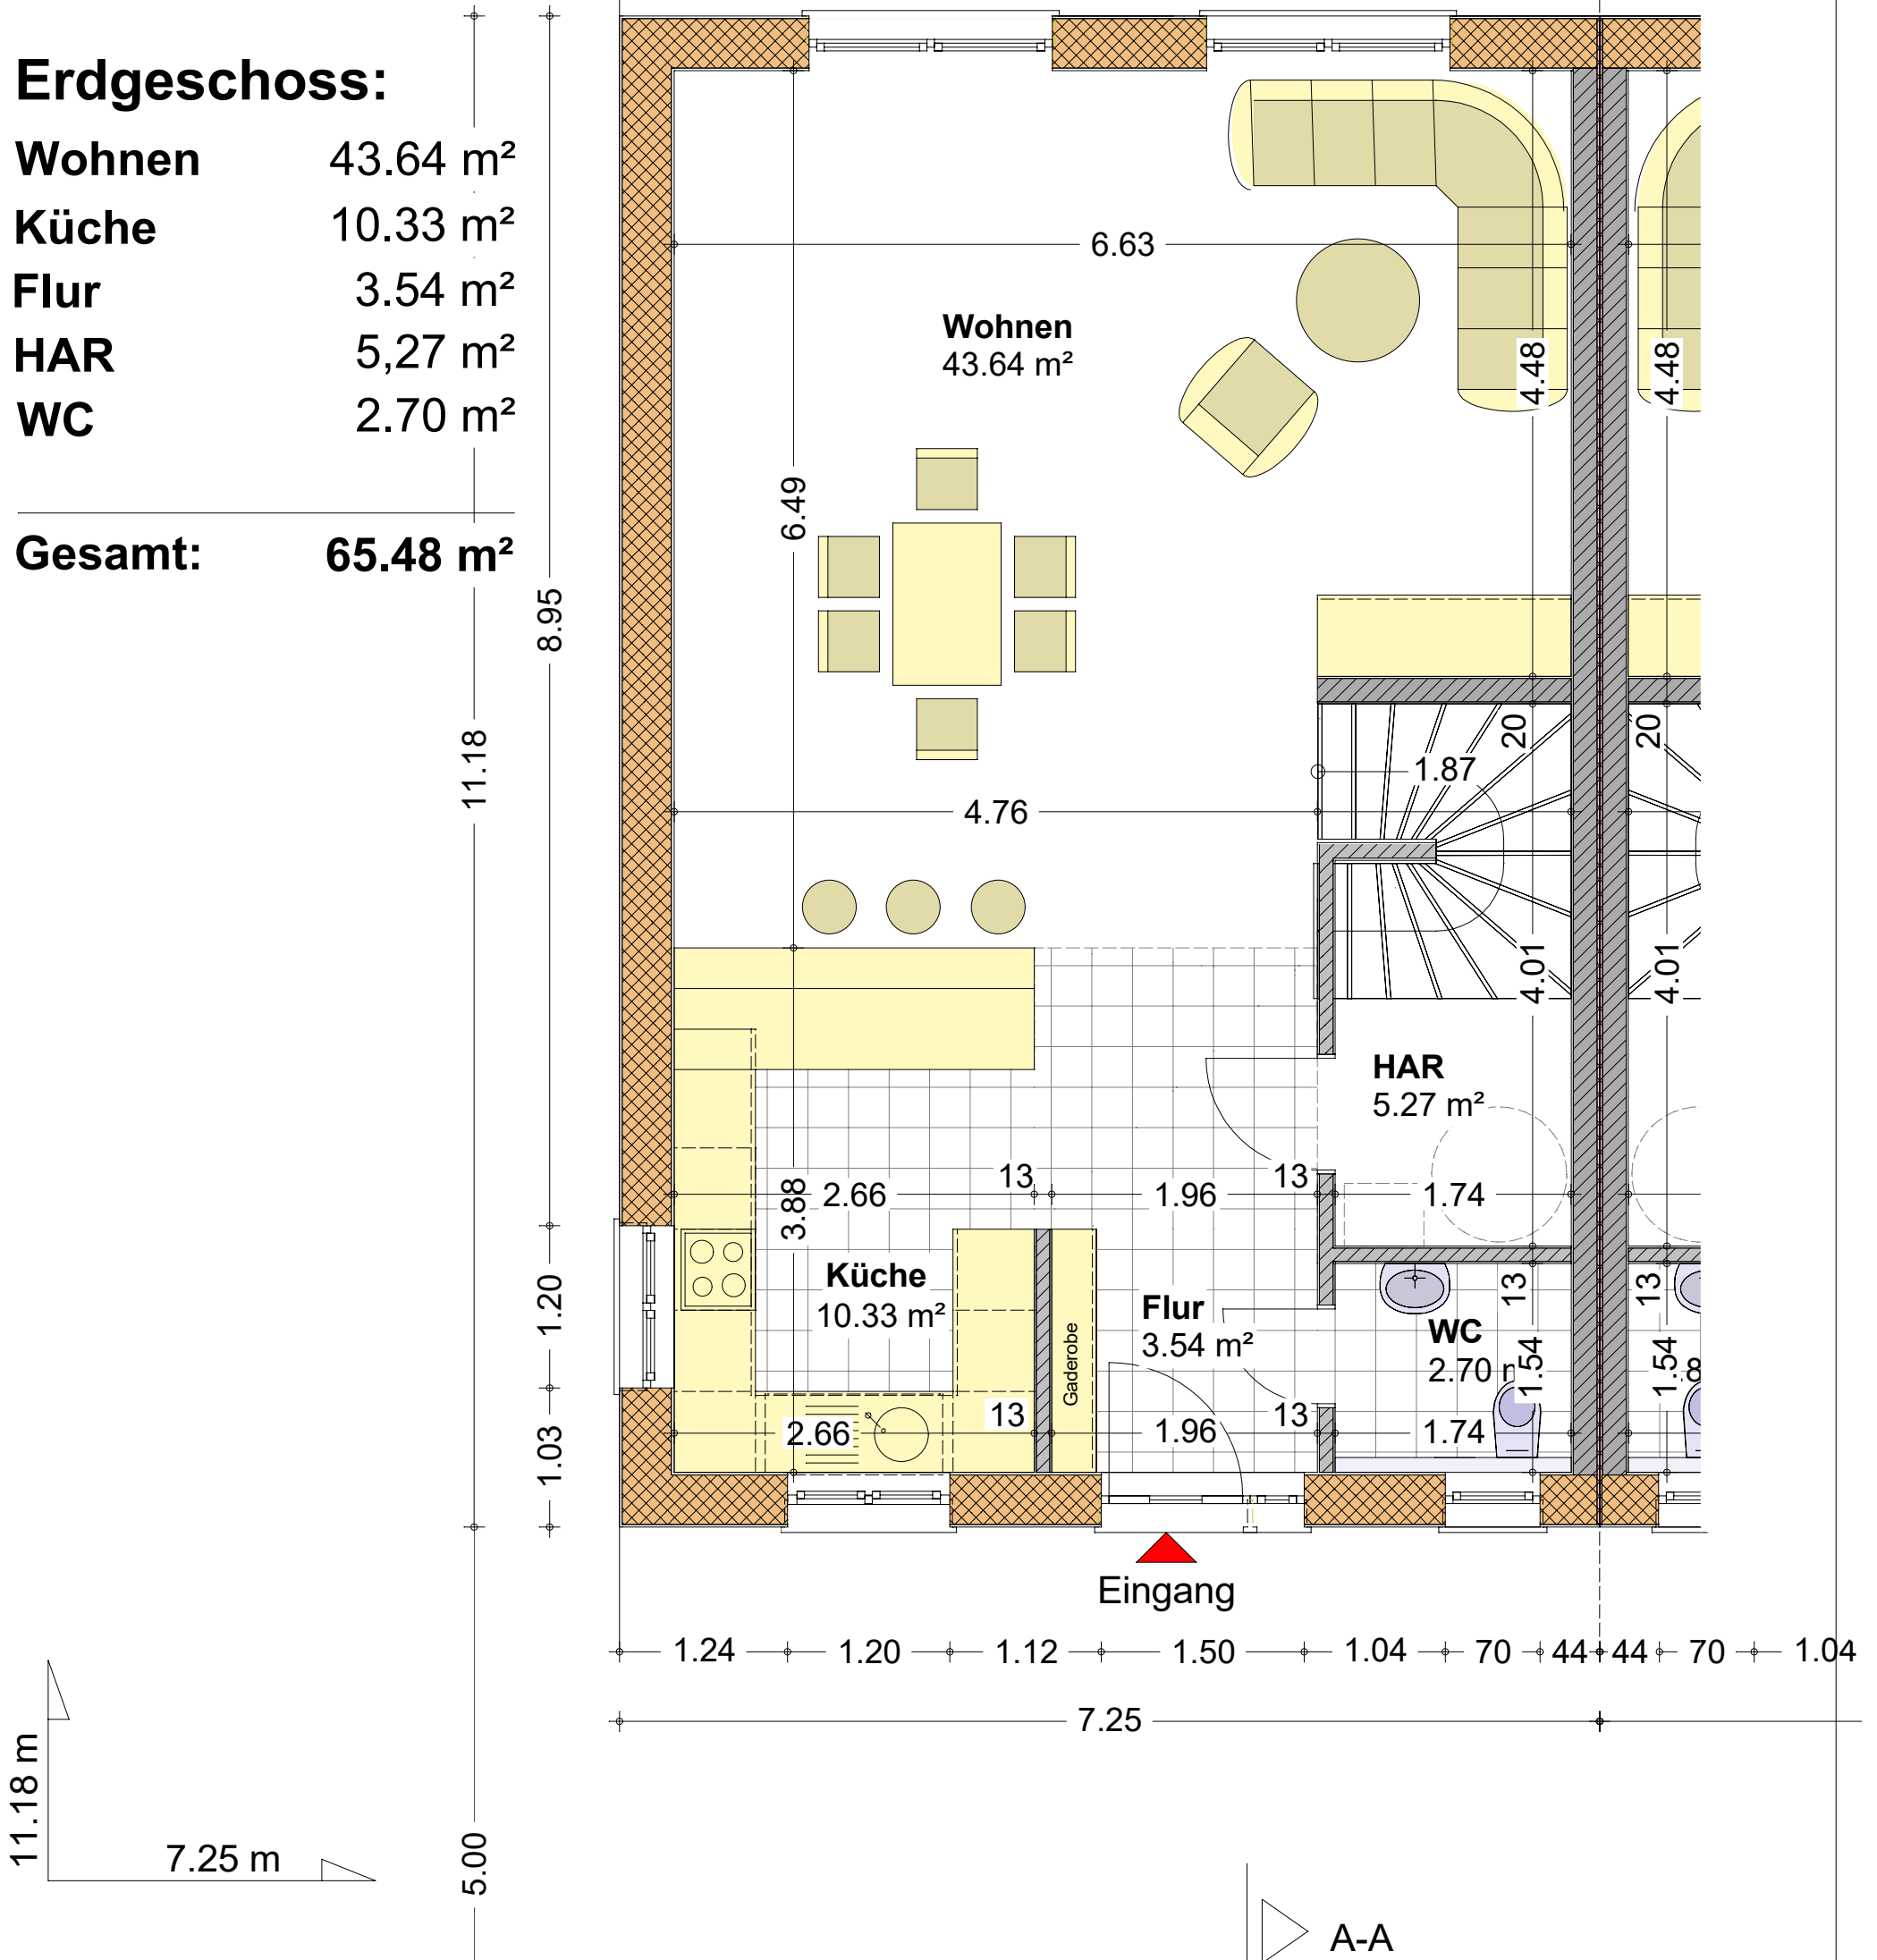 Erdgeschoss:
Wohnen 43.64 m²
Küche 10.33 m²
Flur 3.54 m²
HAR 5,27 m²
WC 2.70 m²
Gesamt: 65.48 m²
11.18
8.95
1.20
1.03
5.00
6.63
Wohnen
43.64 m²
4.48
4.48
6.49
20
20
1.87
4.76
4.01
4.01
HAR
5.27 m²
13
13
2.66
1.96
1.74
3.88
Küche
10.33 m²
Gaderobe
Flur
3.54 m²
WC
2.70
13
13
1.54
1.54
13
13
2.66
1.96
1.74
Eingang
1.24 1.20 1.12 1.50 1.04 70 44 44 70 1.04
7.25
11.18 m
7.25 m
A-A